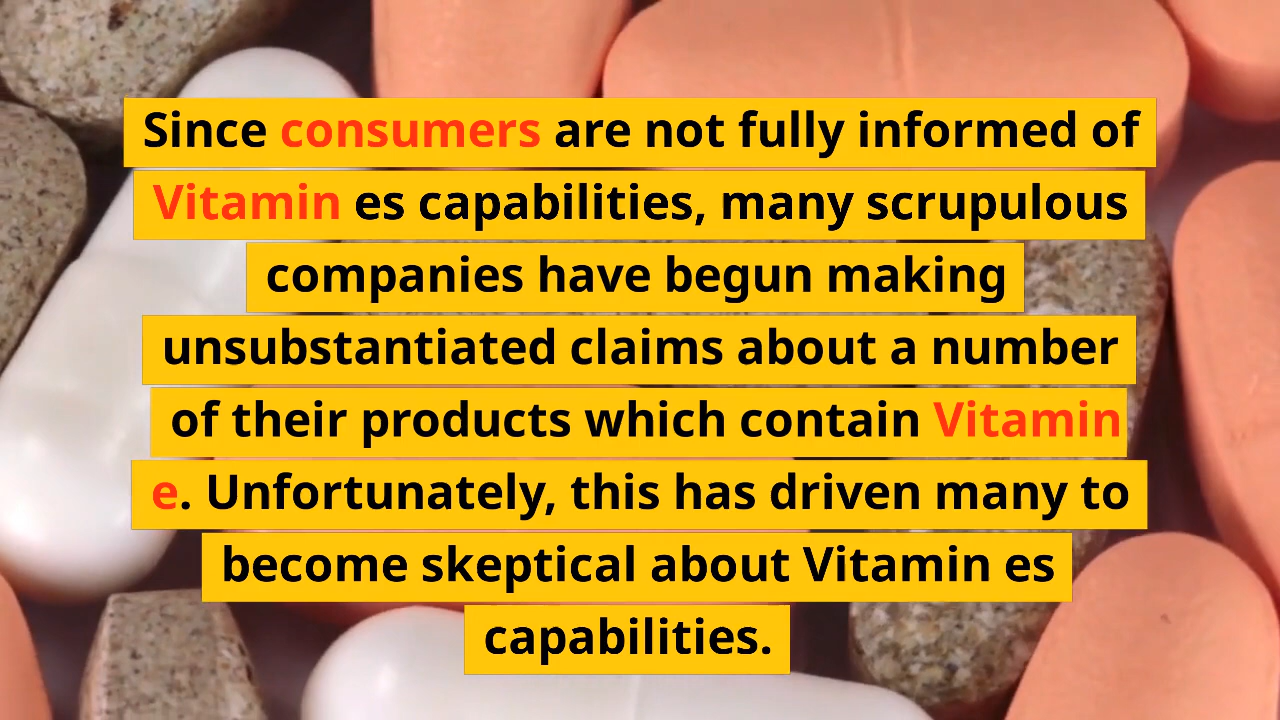 Since consumers are not fully informed of
Vitamin es capabilities, many scrupulous
companies have begun making
unsubstantiated claims about a number
of their products which contain Vitamin
e. Unfortunately, this has driven many to
become skeptical about Vitamin es
capabilities.